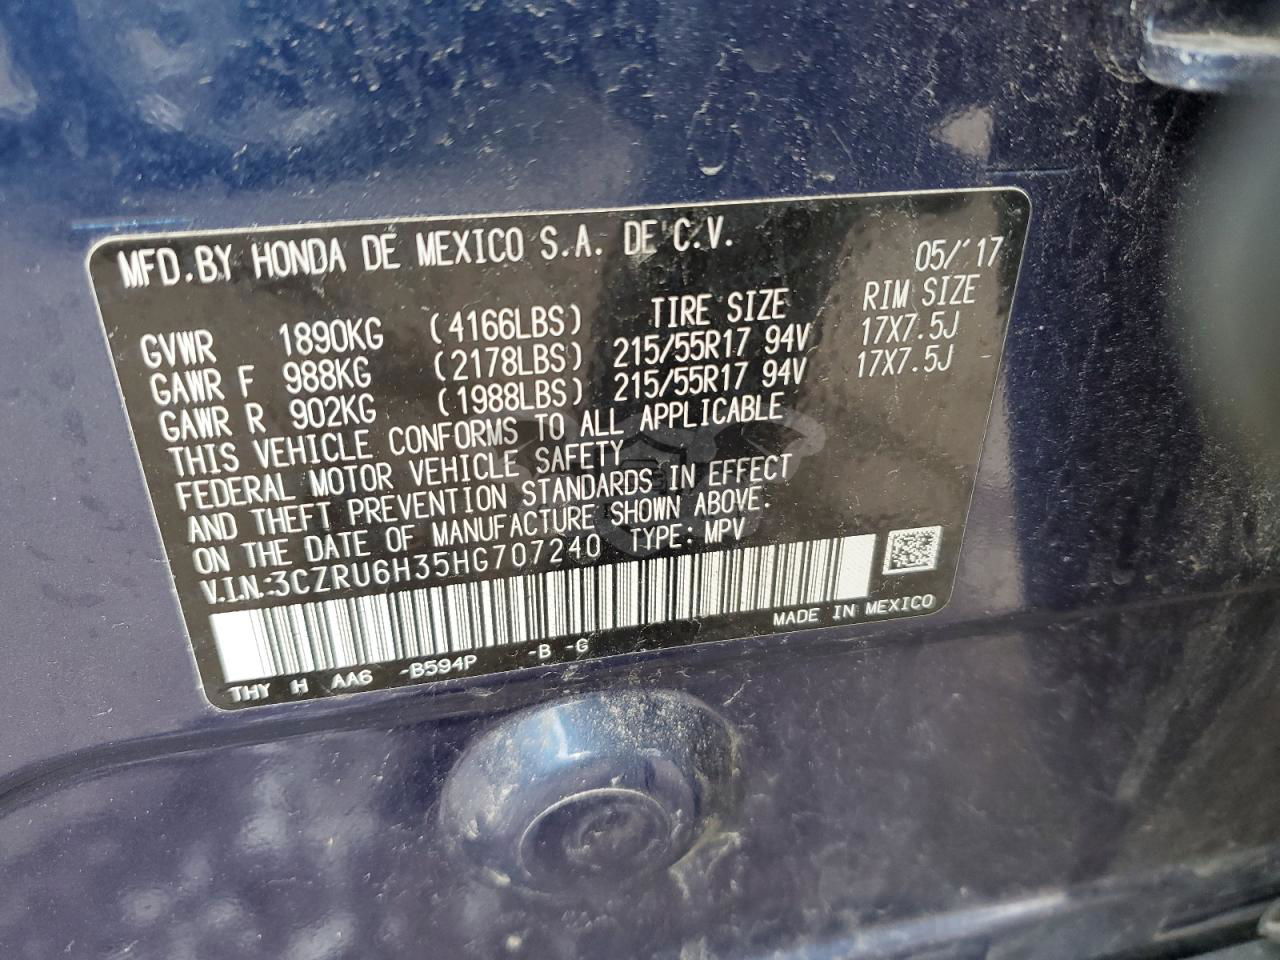 MFD.BY HONDA DE MEXICO S.A. DE C.V. 05/'17
TIRE SIZE RIM SIZE
GVWR 1890KG (4166LBS)
GAWR F 988KG (2178LBS) 215/55R17 94V 17X7.5J
GAWR R 902KG (1988LBS) 215/55R17 94V 17X7.5J
THIS VEHICLE CONFORMS TO ALL APPLICABLE
FEDERAL MOTOR VEHICLE SAFETY
AND THEFT PREVENTION STANDARDS IN EFFECT
ON THE DATE OF MANUFACTURE SHOWN ABOVE.
V.I.N.:3CZRU6H35HG707240 TYPE: MPV
MADE IN MEXICO
THY H AA6 -B594P -B -G